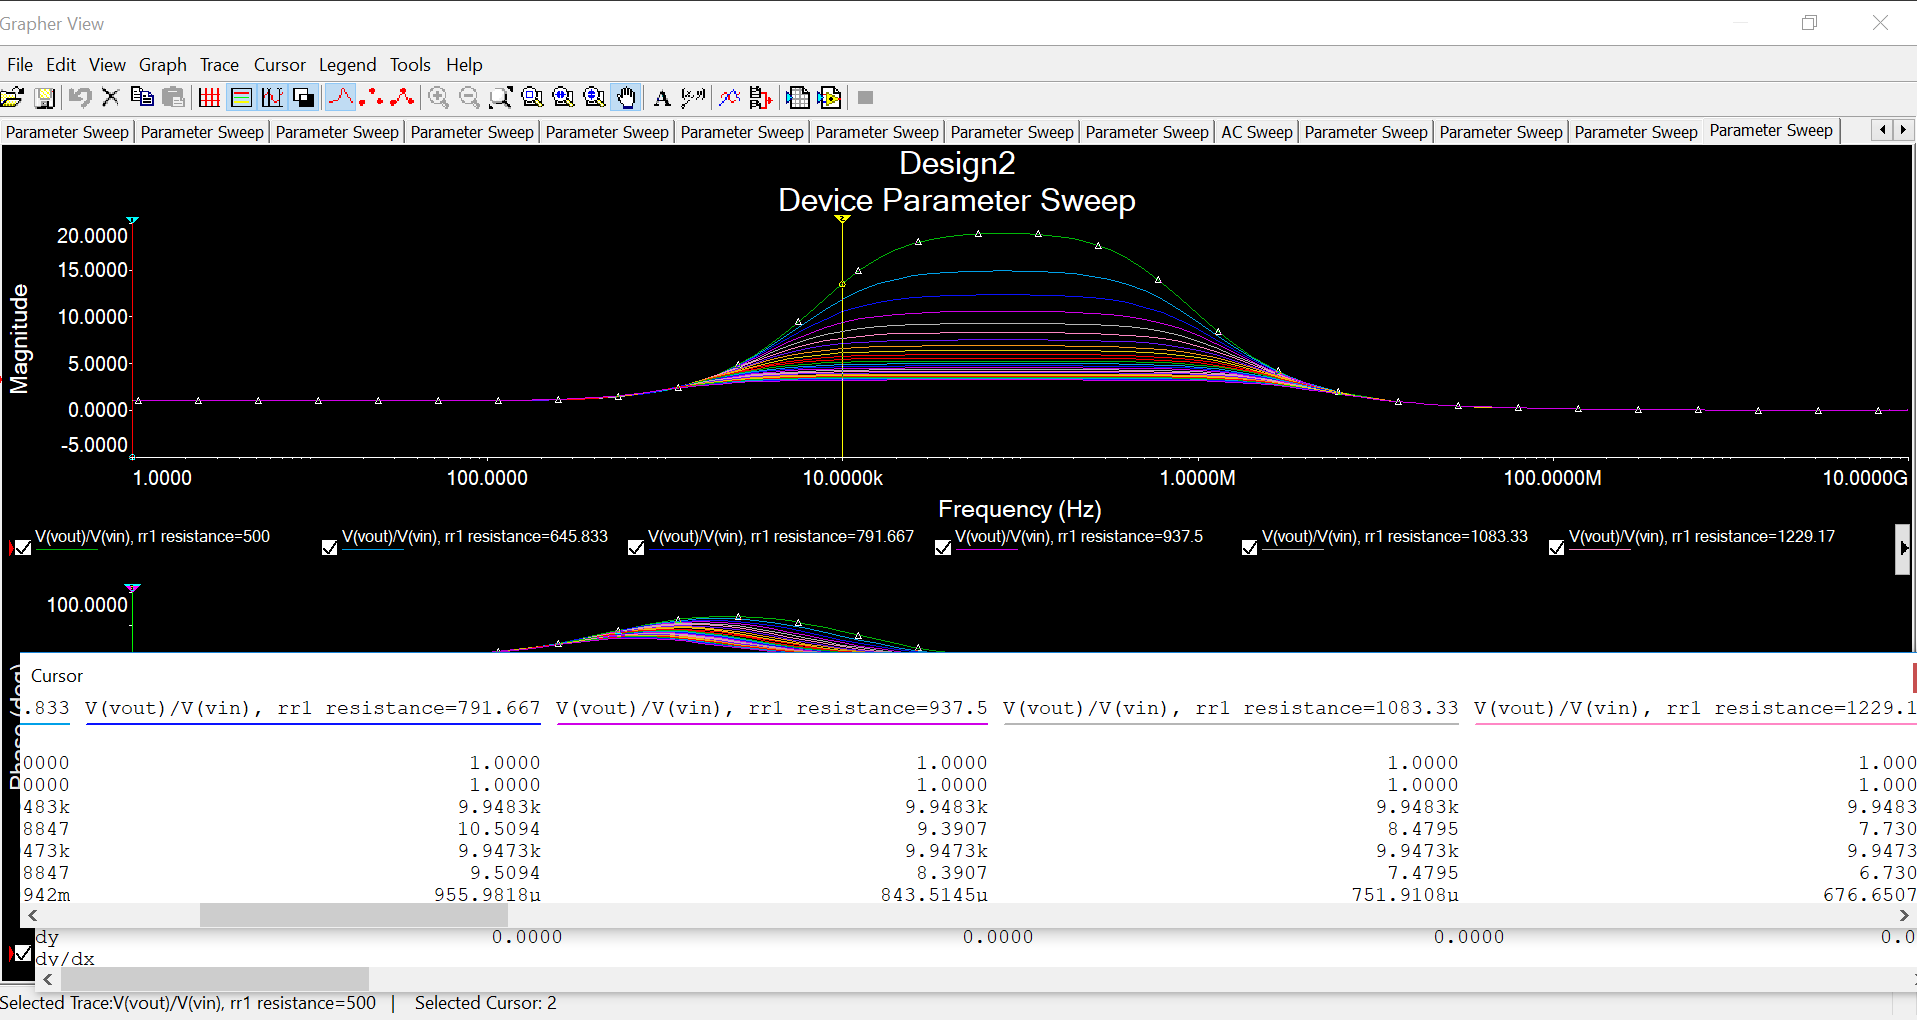 Grapher View
File Edit View Graph Trace Cursor Legend Tools Help
Parameter Sweep Parameter Sweep Parameter Sweep Parameter Sweep Parameter Sweep Parameter Sweep Parameter Sweep Parameter Sweep Parameter Sweep AC Sweep Parameter Sweep Parameter Sweep Parameter Sweep Parameter Sweep
Design2
Device Parameter Sweep
20.0000
15.0000
10.0000
5.0000
0.0000
-5.0000
Magnitude
1.0000 100.0000 10.0000k 1.0000M 100.0000M 10.0000G
Frequency (Hz)
V(vout)/V(vin), rr1 resistance=500 V(vout)/V(vin), rr1 resistance=645.833 V(vout)/V(vin), rr1 resistance=791.667 V(vout)/V(vin), rr1 resistance=937.5 V(vout)/V(vin), rr1 resistance=1083.33 V(vout)/V(vin), rr1 resistance=1229.17
100.0000
Cursor
.833 V(vout)/V(vin), rr1 resistance=791.667 V(vout)/V(vin), rr1 resistance=937.5 V(vout)/V(vin), rr1 resistance=1083.33 V(vout)/V(vin), rr1 resistance=1229.1
0000 1.0000 1.0000 1.0000 1.000
0000 1.0000 1.0000 1.0000 1.000
483k 9.9483k 9.9483k 9.9483k 9.9483
8847 10.5094 9.3907 8.4795 7.730
473k 9.9473k 9.9473k 9.9473k 9.9473
8847 9.5094 8.3907 7.4795 6.730
942m 955.9818µ 843.5145µ 751.9108µ 676.6507
dy 0.0000 0.0000 0.0000 0.0
dy/dx
Selected Trace:V(vout)/V(vin), rr1 resistance=500 | Selected Cursor: 2